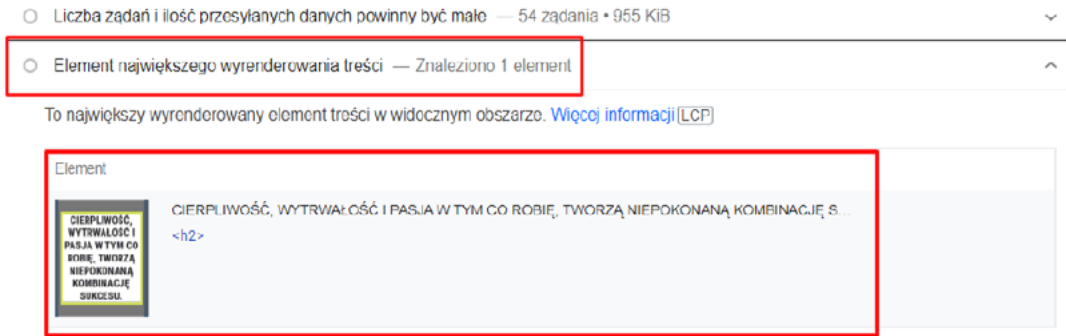 Liczba żądań i ilość przesyłanych danych powinny być małe — 54 żądania • 955 KiB
Element największego wyrenderowania treści — Znaleziono 1 element
To największy wyrenderowany element treści w widocznym obszarze. Więcej informacji LCP
Element
CIERPLIWOŚĆ, WYTRWAŁOŚĆ I PASJA W TYM CO ROBIĘ, TWORZĄ NIEPOKONANĄ KOMBINACJĘ S...
<h2>
CIERPLIWOŚĆ,
WYTRWAŁOŚĆ I
PASJA W TYM CO
ROBIĘ, TWORZĄ
NIEPOKONANĄ
KOMBINACJĘ
SUKCESU.